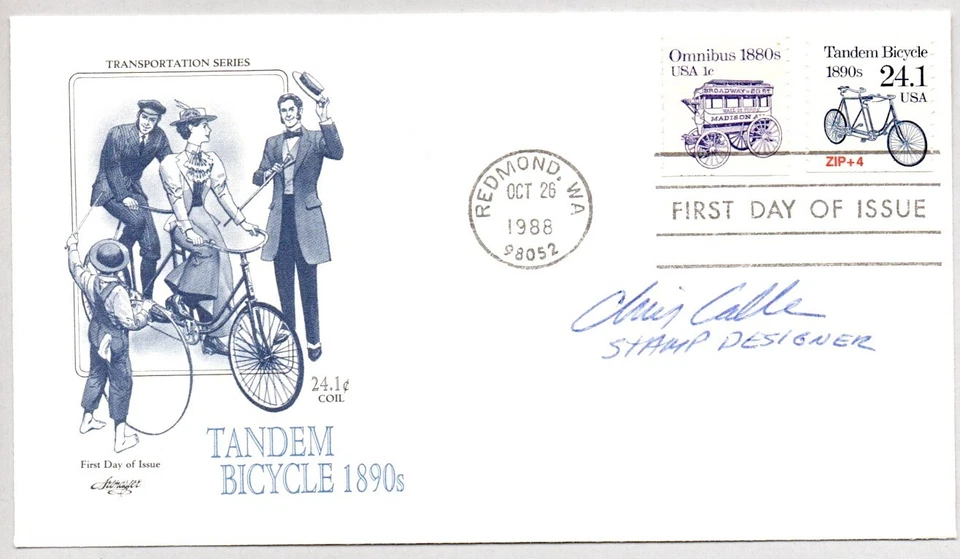 TRANSPORTATION SERIES
Omnibus 1880s
USA 1c
BROADWAY
MADISON
Tandem Bicycle
1890s 24.1
USA
ZIP+4
REDMOND, WA
OCT 26
1988
98052
FIRST DAY OF ISSUE
Chris Calle
STAMP DESIGNER
24.1¢
COIL
TANDEM
BICYCLE 1890s
First Day of Issue
Artmaster